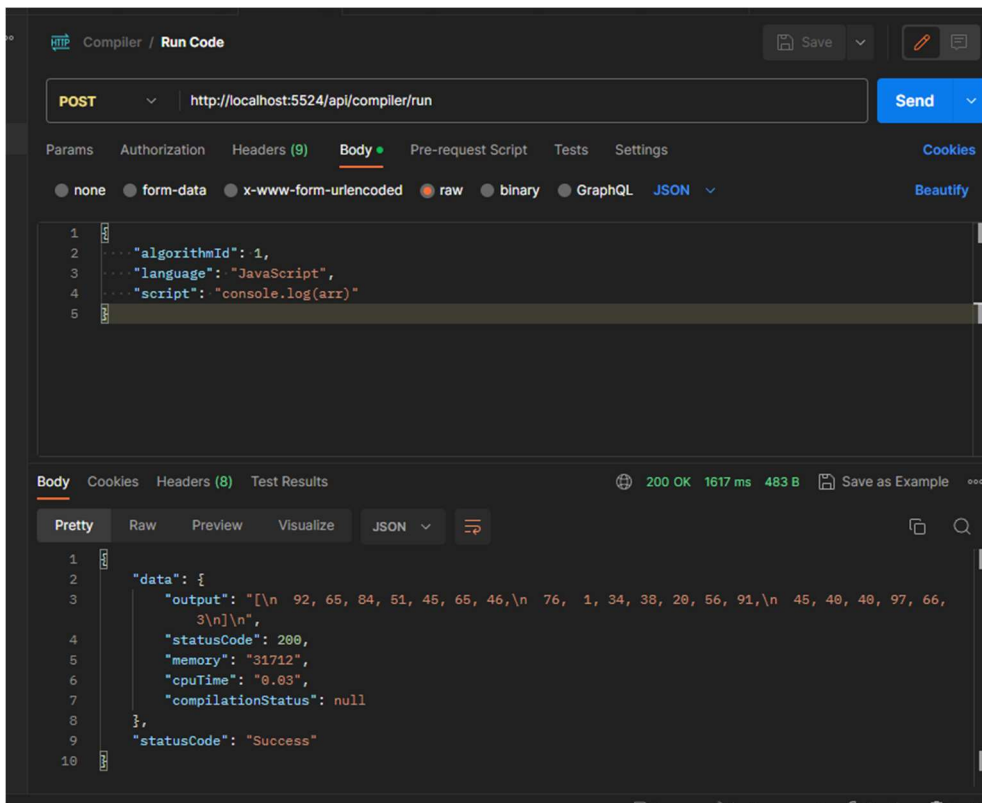 HTTP Compiler / Run Code Save
POST http://localhost:5524/api/compiler/run Send
Params Authorization Headers (9) Body Pre-request Script Tests Settings Cookies
none form-data x-www-form-urlencoded raw binary GraphQL JSON Beautify
1 {
2 ····"algorithmId":·1,
3 ····"language":·"JavaScript",
4 ····"script":·"console.log(arr)"
5 }
Body Cookies Headers (8) Test Results 200 OK 1617 ms 483 B Save as Example
Pretty Raw Preview Visualize JSON
1 {
2 "data": {
3 "output": "[\n  92, 65, 84, 51, 45, 65, 46,\n  76,  1, 34, 38, 20, 56, 91,\n  45, 40, 40, 97, 66,
3\n]\n",
4 "statusCode": 200,
5 "memory": "31712",
6 "cpuTime": "0.03",
7 "compilationStatus": null
8 },
9 "statusCode": "Success"
10 }